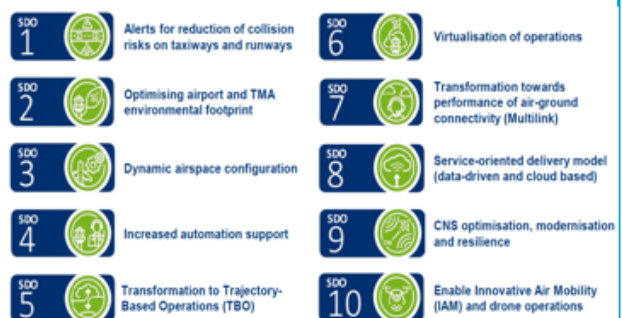 SDO
1
Alerts for reduction of collision
risks on taxiways and runways
SDO
2
Optimising airport and TMA
environmental footprint
SDO
3
Dynamic airspace configuration
SDO
4
Increased automation support
SDO
5
Transformation to Trajectory-
Based Operations (TBO)
SDO
6
Virtualisation of operations
SDO
7
Transformation towards
performance of air-ground
connectivity (Multilink)
SDO
8
Service-oriented delivery model
(data-driven and cloud based)
SDO
9
CNS optimisation, modernisation
and resilience
SDO
10
Enable Innovative Air Mobility
(IAM) and drone operations